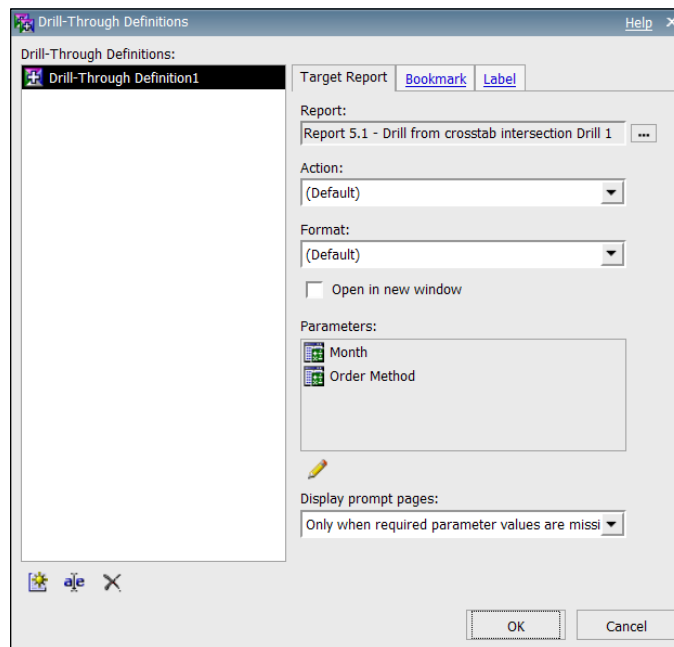 Drill-Through Definitions
Help
Drill-Through Definitions:
Drill-Through Definition1
Target Report Bookmark Label
Report:
Report 5.1 - Drill from crosstab intersection Drill 1
...
Action:
(Default)
Format:
(Default)
Open in new window
Parameters:
Month
Order Method
Display prompt pages:
Only when required parameter values are missi
OK Cancel